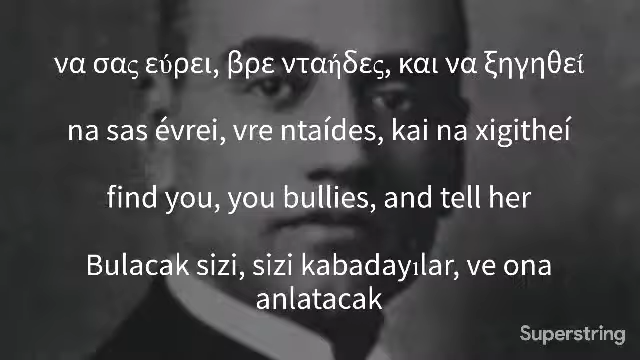 να σας εύρει, βρε νταήδες, και να ξηγηθεί
na sas évrei, vre ntaídes, kai na xigitheí
find you, you bullies, and tell her
Bulacak sizi, sizi kabadayılar, ve ona
anlatacak
Superstring